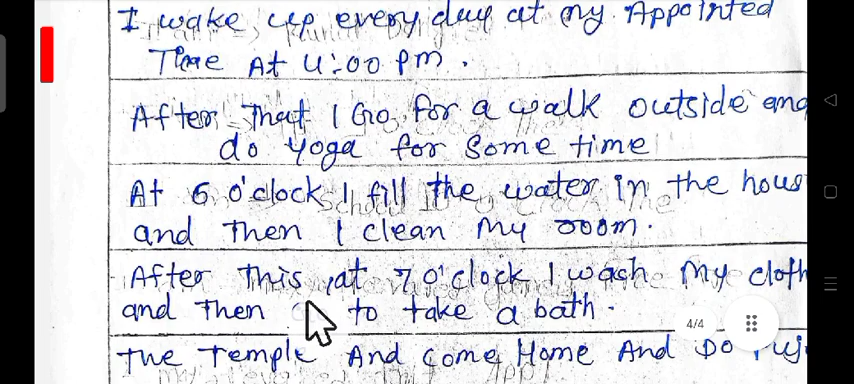 I wake up every day at my Appointed
Time At 4:00 pm.
After That I Go for a walk outside and
do yoga for some time
At 6 o'clock I fill the water in the hous
and Then I clean my room.
After This at 7 o'clock I wash my cloth
and Then to take a bath.
4/4
The Temple And Come Home And Do